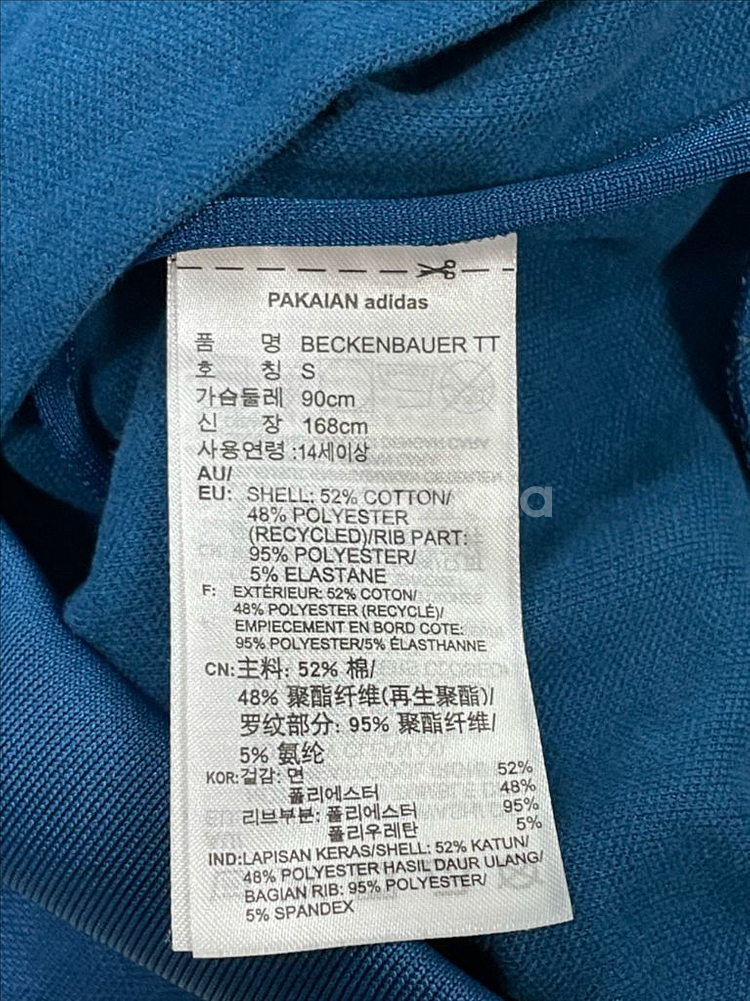 PAKAIAN adidas
품 명 BECKENBAUER TT
호 칭 S
가슴둘레 90cm
신 장 168cm
사용연령 :14세이상
AU/
EU: SHELL: 52% COTTON/
48% POLYESTER
(RECYCLED)/RIB PART:
95% POLYESTER/
5% ELASTANE
F: EXTÉRIEUR: 52% COTON/
48% POLYESTER (RECYCLÉ)/
EMPIECEMENT EN BORD COTE:
95% POLYESTER/5% ÉLASTHANNE
CN:主料: 52% 棉/
48% 聚酯纤维(再生聚酯)/
罗纹部分: 95% 聚酯纤维/
5% 氨纶
KOR:겉감: 면 52%
폴리에스터 48%
리브부분: 폴리에스터 95%
폴리우레탄 5%
IND:LAPISAN KERAS/SHELL: 52% KATUN/
48% POLYESTER HASIL DAUR ULANG/
BAGIAN RIB: 95% POLYESTER/
5% SPANDEX